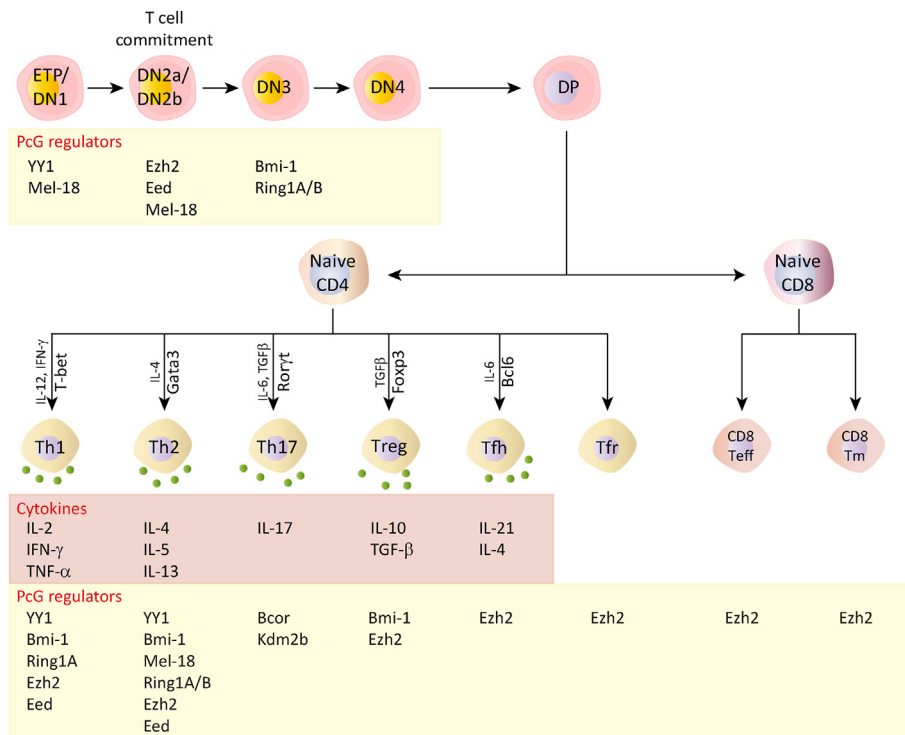 T cell
commitment
ETP/
DN1
DN2a/
DN2b
DN3
DN4
DP
PcG regulators
YY1
Mel-18
Ezh2
Eed
Mel-18
Bmi-1
Ring1A/B
Naive
CD4
Naive
CD8
IL-12, IFN-γ
T-bet
IL-4
Gata3
IL-6, TGFβ
Rorγt
TGFβ
Foxp3
IL-6
Bcl6
Th1
Th2
Th17
Treg
Tfh
Tfr
CD8
Teff
CD8
Tm
Cytokines
IL-2
IFN-γ
TNF-α
IL-4
IL-5
IL-13
IL-17
IL-10
TGF-β
IL-21
IL-4
PcG regulators
YY1
Bmi-1
Ring1A
Ezh2
Eed
YY1
Bmi-1
Mel-18
Ring1A/B
Ezh2
Eed
Bcor
Kdm2b
Bmi-1
Ezh2
Ezh2
Ezh2
Ezh2
Ezh2